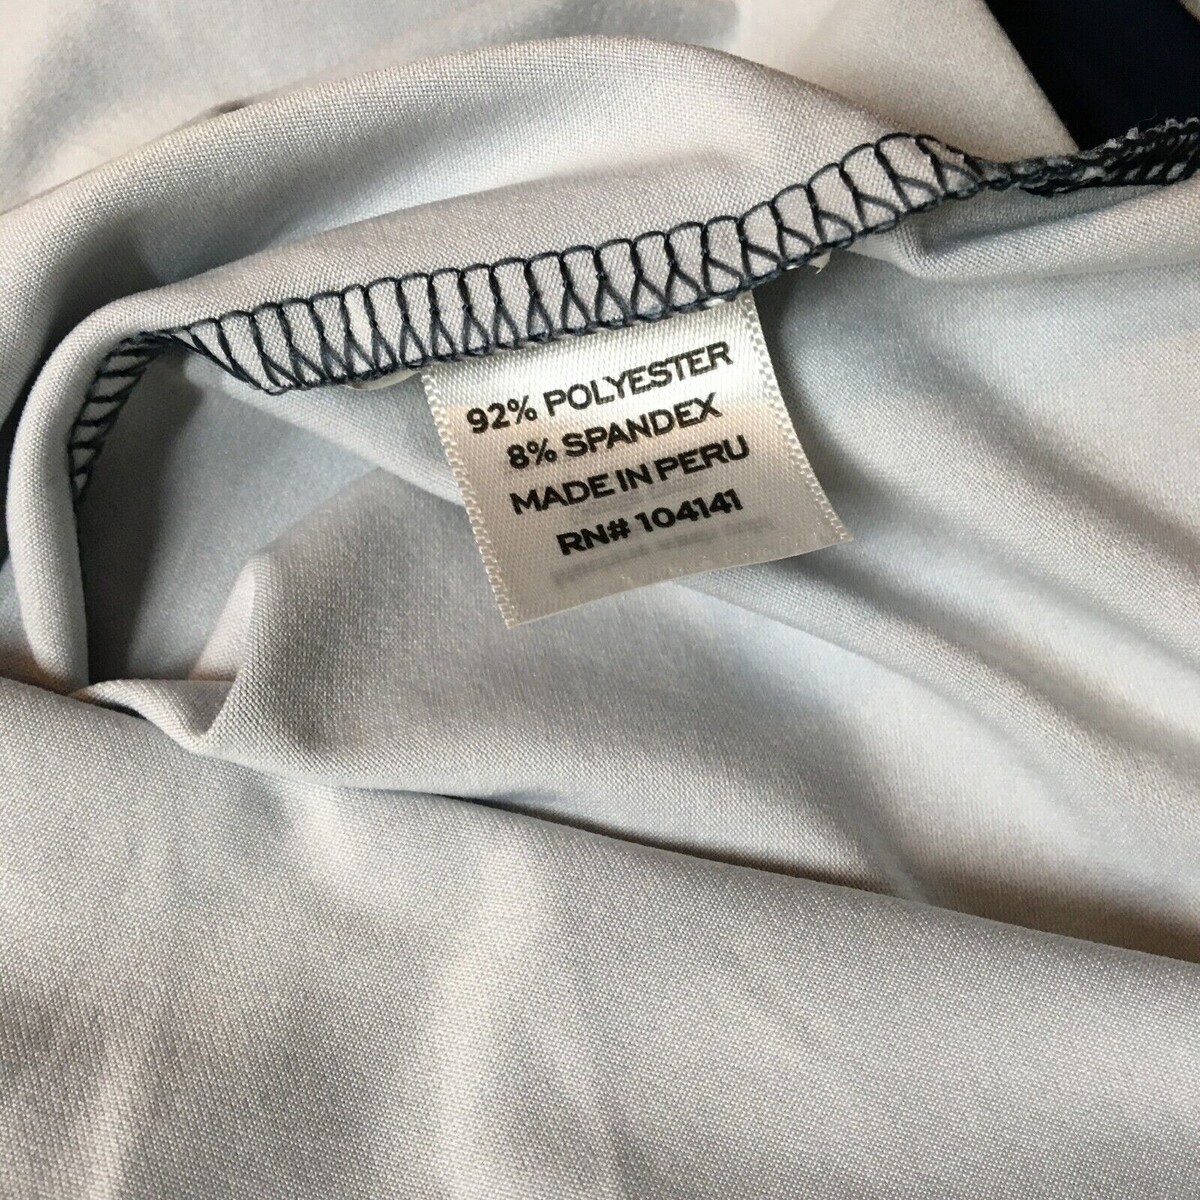 92% POLYESTER
8% SPANDEX
MADE IN PERU
RN# 104141